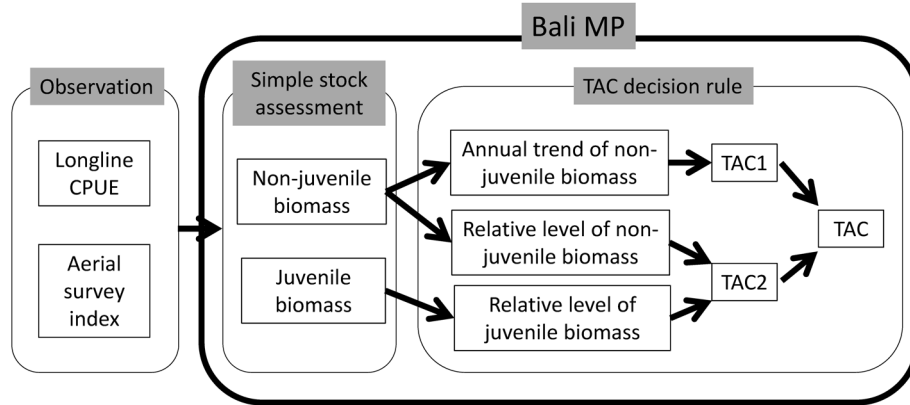 Bali MP
Observation
Longline
CPUE
Aerial
survey
index
Simple stock
assessment
Non-juvenile
biomass
Juvenile
biomass
TAC decision rule
Annual trend of non-
juvenile biomass
Relative level of non-
juvenile biomass
Relative level of
juvenile biomass
TAC1
TAC2
TAC